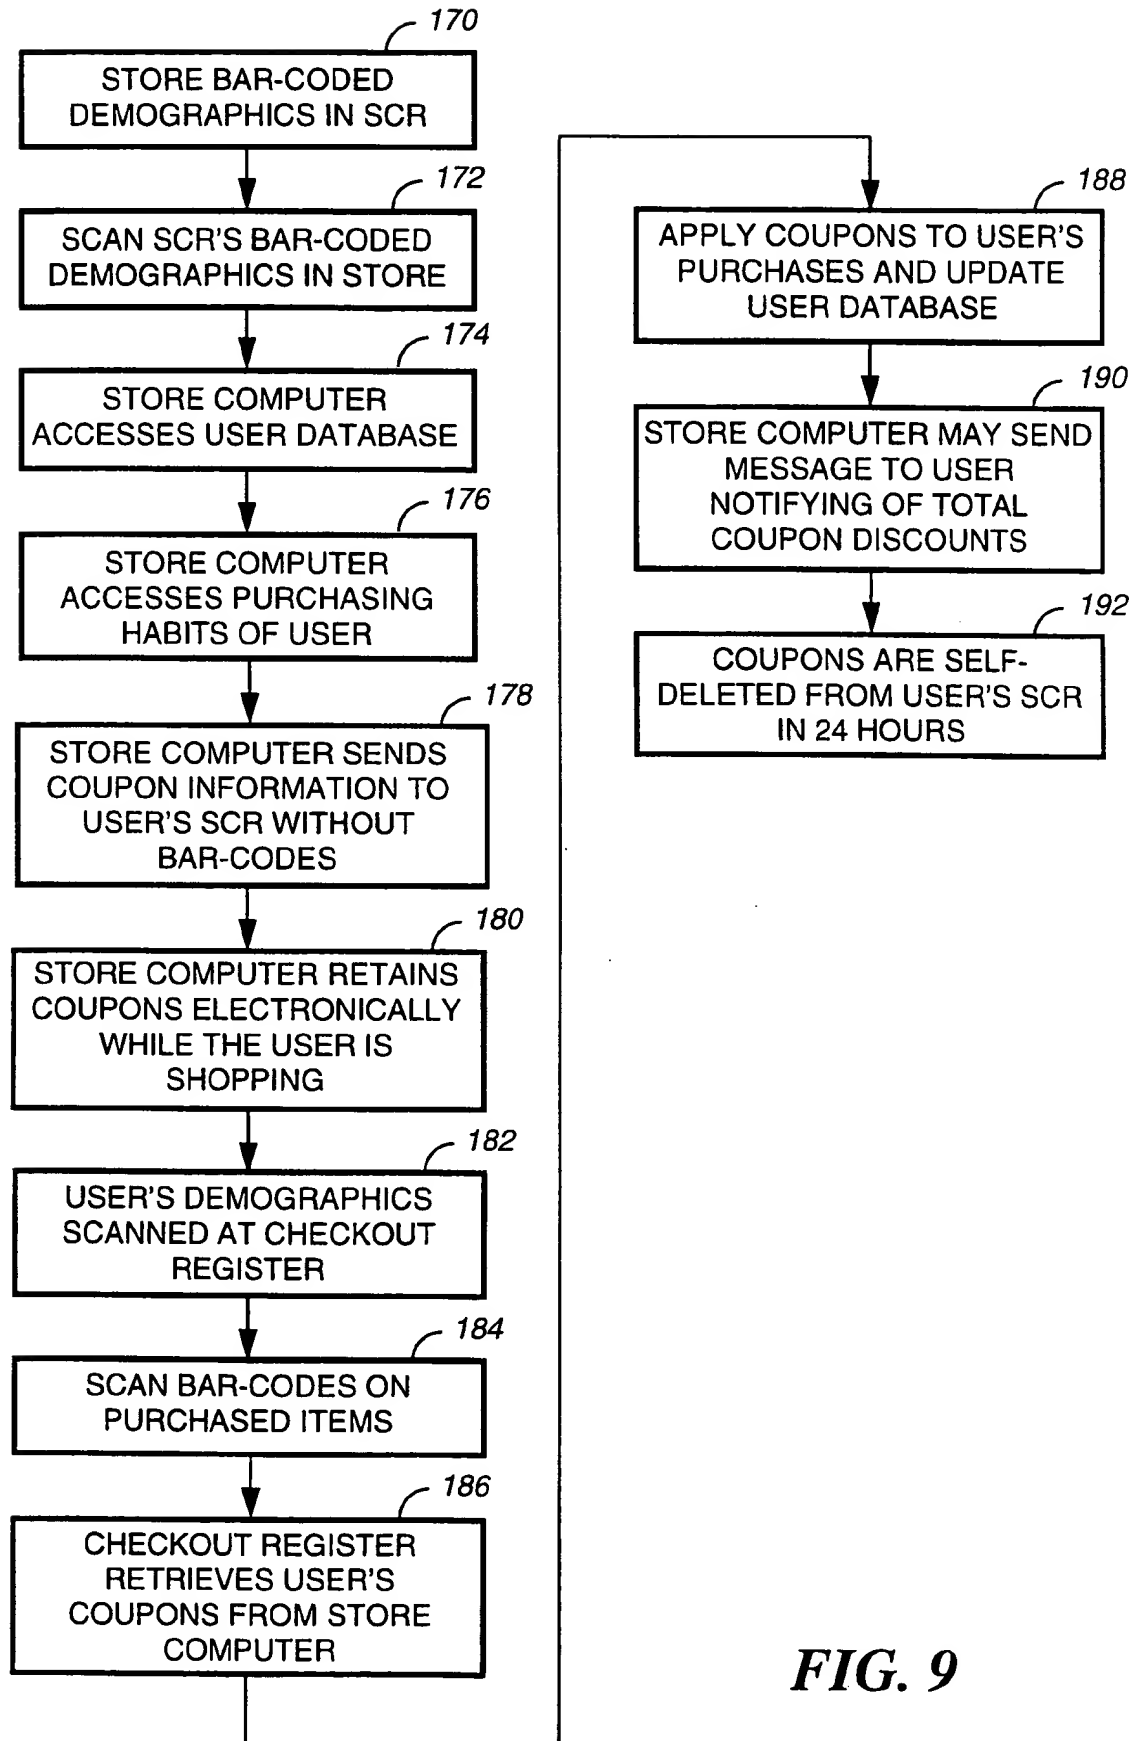 170
STORE BAR-CODED
DEMOGRAPHICS IN SCR
172
SCAN SCR'S BAR-CODED
DEMOGRAPHICS IN STORE
174
STORE COMPUTER
ACCESSES USER DATABASE
176
STORE COMPUTER
ACCESSES PURCHASING
HABITS OF USER
178
STORE COMPUTER SENDS
COUPON INFORMATION TO
USER'S SCR WITHOUT
BAR-CODES
180
STORE COMPUTER RETAINS
COUPONS ELECTRONICALLY
WHILE THE USER IS
SHOPPING
182
USER'S DEMOGRAPHICS
SCANNED AT CHECKOUT
REGISTER
184
SCAN BAR-CODES ON
PURCHASED ITEMS
186
CHECKOUT REGISTER
RETRIEVES USER'S
COUPONS FROM STORE
COMPUTER
188
APPLY COUPONS TO USER'S
PURCHASES AND UPDATE
USER DATABASE
190
STORE COMPUTER MAY SEND
MESSAGE TO USER
NOTIFYING OF TOTAL
COUPON DISCOUNTS
192
COUPONS ARE SELF-
DELETED FROM USER'S SCR
IN 24 HOURS
FIG. 9